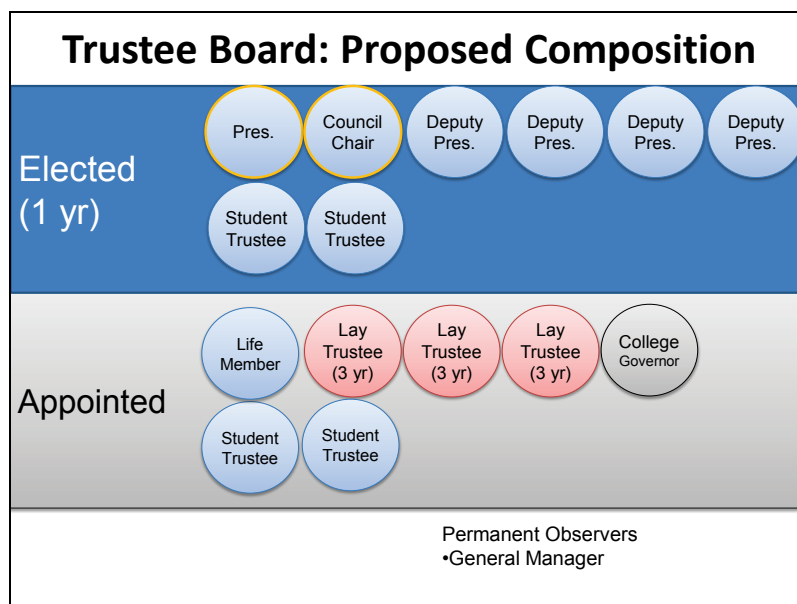 Trustee Board: Proposed Composition
Elected
(1 yr)
Pres.
Council
Chair
Deputy
Pres.
Deputy
Pres.
Deputy
Pres.
Deputy
Pres.
Student
Trustee
Student
Trustee
Appointed
Life
Member
Lay
Trustee
(3 yr)
Lay
Trustee
(3 yr)
Lay
Trustee
(3 yr)
College
Governor
Student
Trustee
Student
Trustee
Permanent Observers
•General Manager